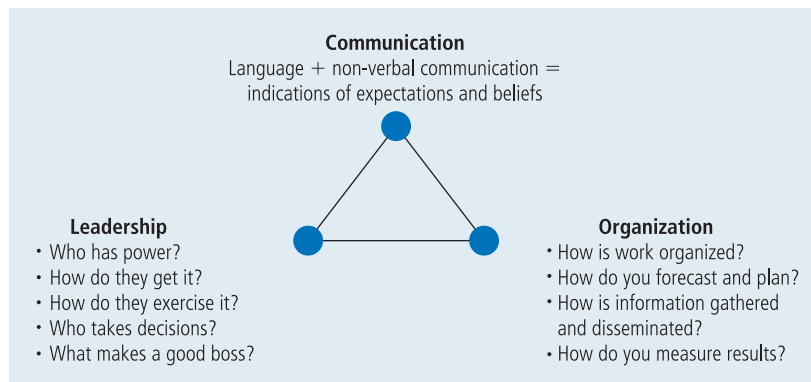 Communication
Language + non-verbal communication =
indications of expectations and beliefs
Leadership
• Who has power?
• How do they get it?
• How do they exercise it?
• Who takes decisions?
• What makes a good boss?
Organization
• How is work organized?
• How do you forecast and plan?
• How is information gathered
and disseminated?
• How do you measure results?